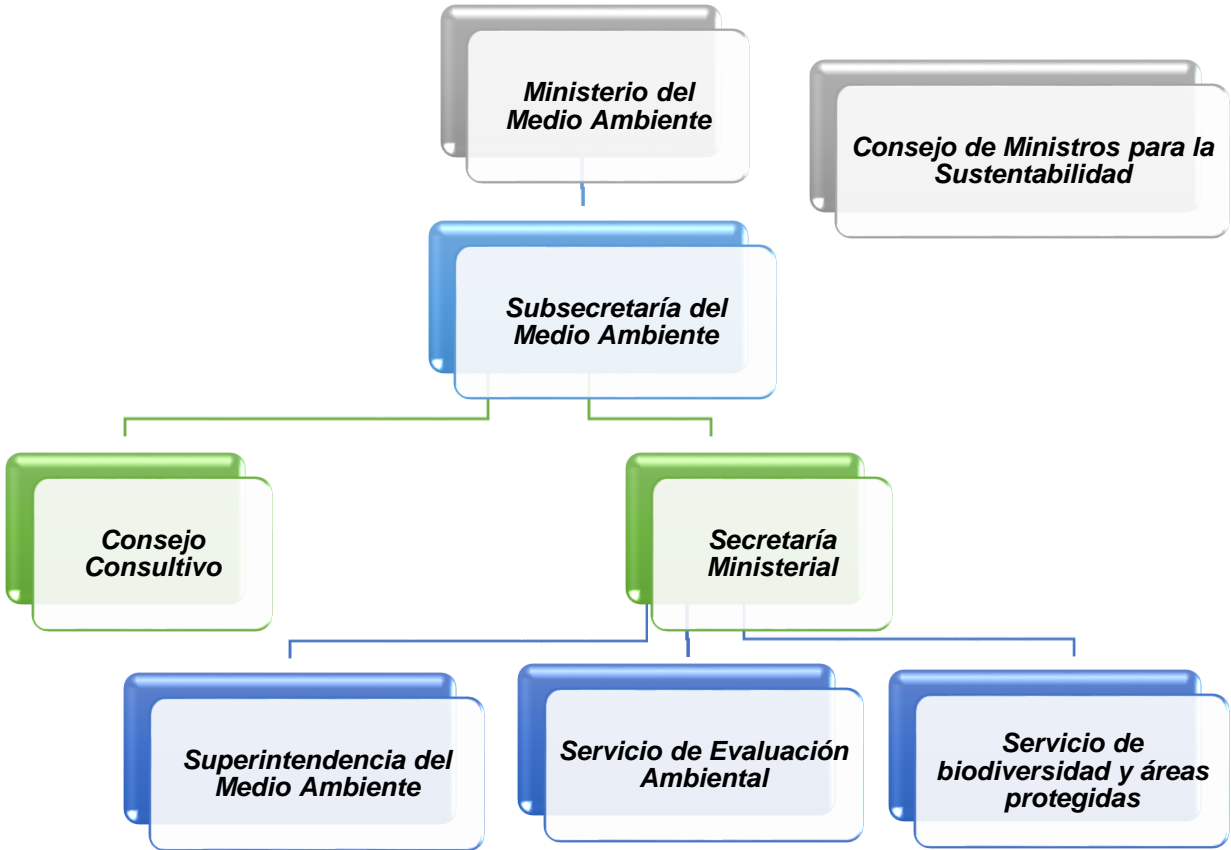 Ministerio del
Medio Ambiente
Consejo de Ministros para la
Sustentabilidad
Subsecretaría del
Medio Ambiente
Consejo
Consultivo
Secretaría
Ministerial
Superintendencia del
Medio Ambiente
Servicio de Evaluación
Ambiental
Servicio de
biodiversidad y áreas
protegidas